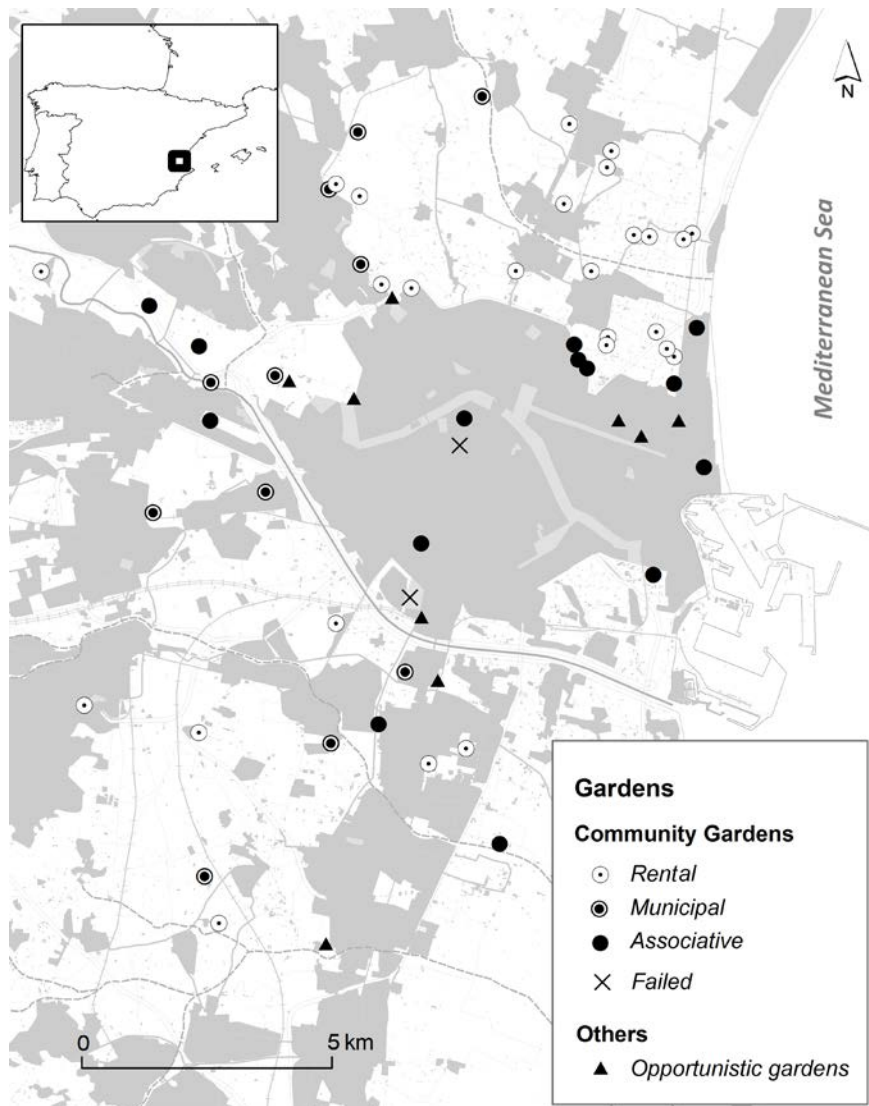 N
Mediterranean Sea
Gardens
Community Gardens
Rental
Municipal
Associative
Failed
Others
Opportunistic gardens
0
5 km